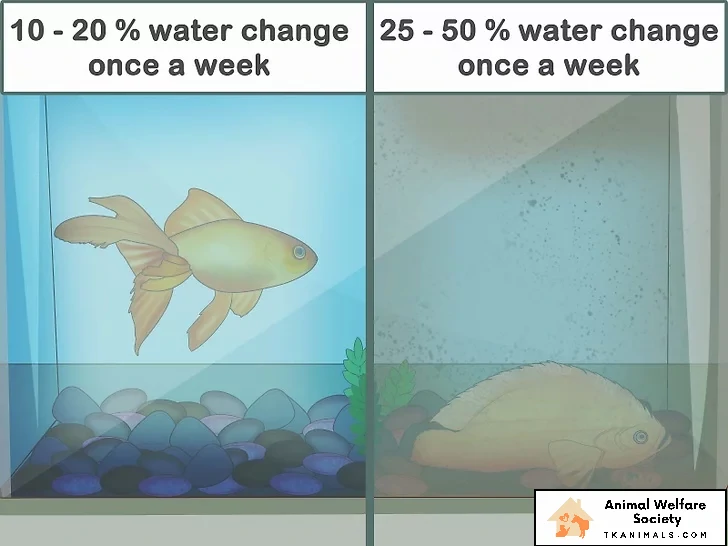 10 - 20 % water change
once a week
25 - 50 % water change
once a week
Animal Welfare
Society
TKANIMALS.COM